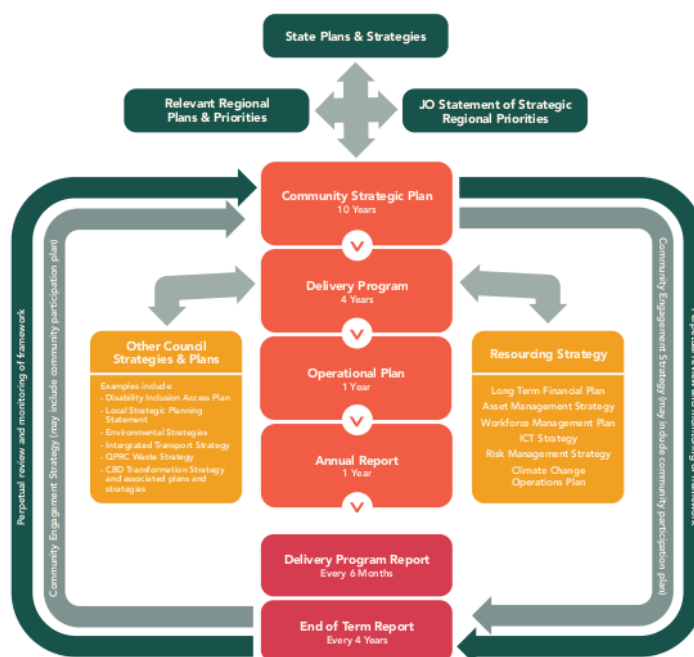 State Plans & Strategies
Relevant Regional
Plans & Priorities
JO Statement of Strategic
Regional Priorities
Community Strategic Plan
10 Years
Delivery Program
4 Years
Other Council
Strategies & Plans
Examples include:
- Disability Inclusion Access Plan
- Local Strategic Planning
Statement
- Environmental Strategies
- Intergrated Transport Strategy
- QPRC Waste Strategy
- CBD Transformation Strategy
and associated plans and
strategies
Operational Plan
1 Year
Resourcing Strategy
Long Term Financial Plan
Asset Management Strategy
Workforce Management Plan
ICT Strategy
Risk Management Strategy
Climate Change
Operations Plan
Annual Report
1 Year
Delivery Program Report
Every 6 Months
End of Term Report
Every 4 Years
Perpetual review and monitoring of framework
Community Engagement Strategy (may include community participation plan)
Community Engagement Strategy (may include community participation plan)